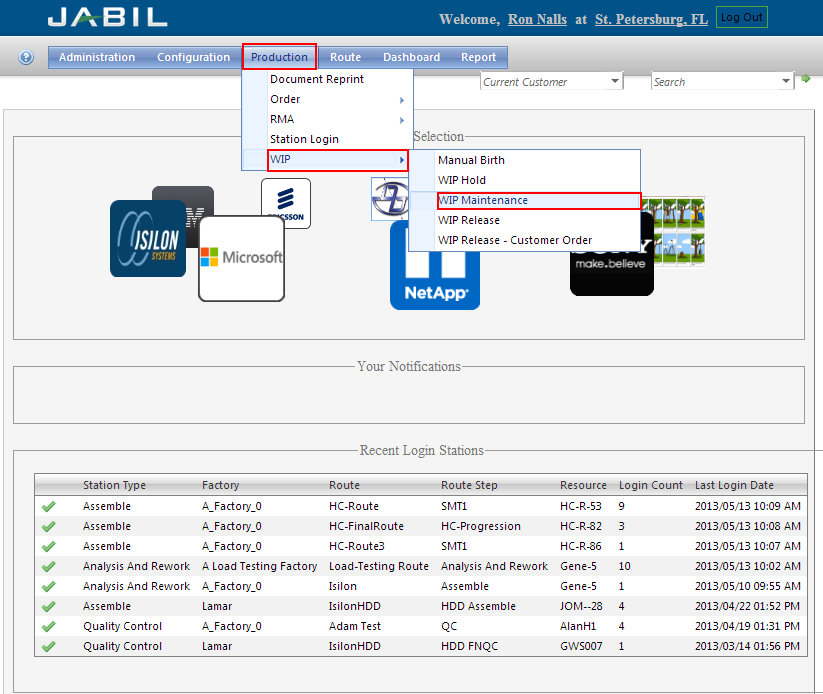 JABIL
Welcome, Ron Nalls at St. Petersburg, FL Log Out
? Administration Configuration Production Route Dashboard Report
Document Reprint
Current Customer Search
Order
RMA
Station Login
Selection
WIP
Manual Birth
WIP Hold
WIP Maintenance
WIP Release
WIP Release - Customer Order
ERICSSON
ISILON
SYSTEMS
Microsoft
NetApp
make.believe
Your Notifications
Recent Login Stations
Station Type Factory Route Route Step Resource Login Count Last Login Date
Assemble A_Factory_0 HC-Route SMT1 HC-R-53 9 2013/05/13 10:09 AM
Assemble A_Factory_0 HC-FinalRoute HC-Progression HC-R-82 3 2013/05/13 10:08 AM
Assemble A_Factory_0 HC-Route3 SMT1 HC-R-86 1 2013/05/13 10:07 AM
Analysis And Rework A Load Testing Factory Load-Testing Route Analysis And Rework Gene-5 10 2013/05/13 10:02 AM
Analysis And Rework A_Factory_0 Isilon Assemble Gene-5 1 2013/05/10 09:55 AM
Assemble Lamar IsilonHDD HDD Assemble JOM--28 4 2013/04/22 01:52 PM
Quality Control A_Factory_0 Adam Test QC AlanH1 4 2013/04/19 01:31 PM
Quality Control Lamar IsilonHDD HDD FNQC GWS007 1 2013/03/14 01:56 PM